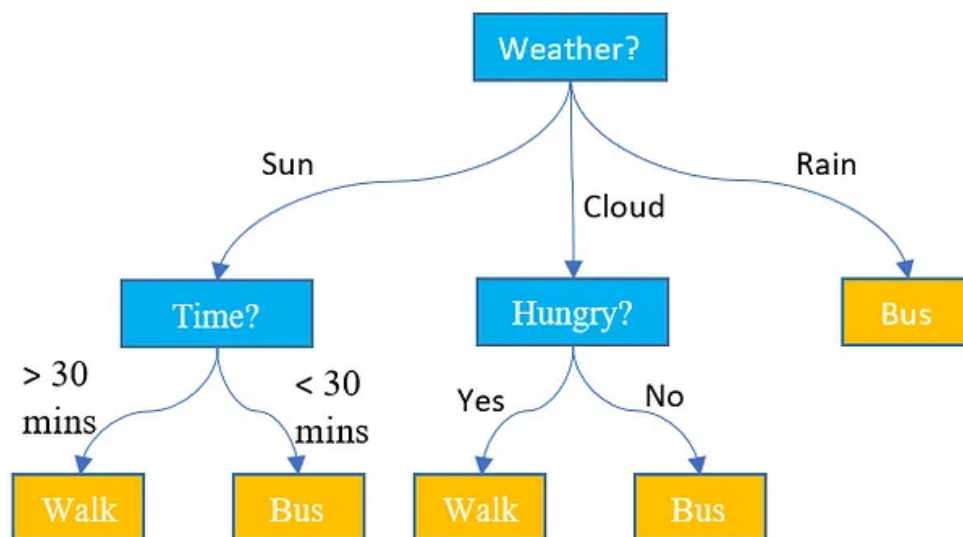 Weather?
Sun
Cloud
Rain
Time?
Hungry?
Bus
> 30
mins
< 30
mins
Yes
No
Walk
Bus
Walk
Bus